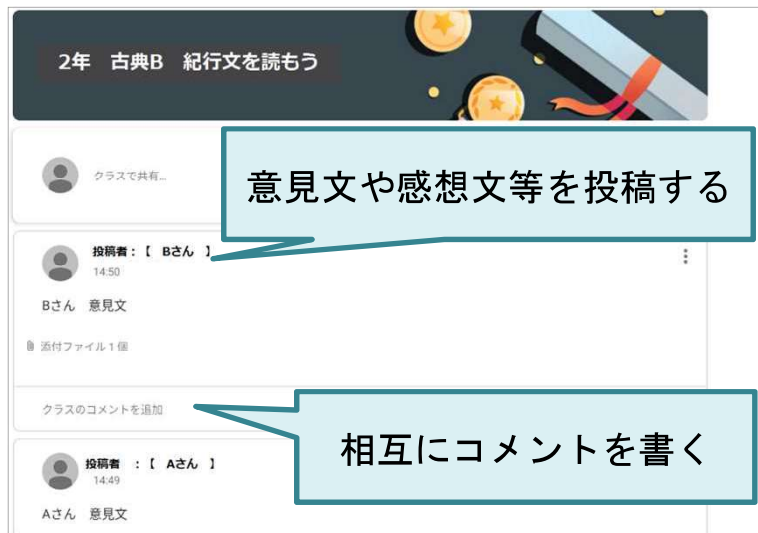 2年 古典B 紀行文を読もう
クラスで共有…
意見文や感想文等を投稿する
投稿者：【 Bさん 】
14:50
Bさん 意見文
添付ファイル 1 個
クラスのコメントを追加
相互にコメントを書く
投稿者 ：【 Aさん 】
14:49
Aさん 意見文